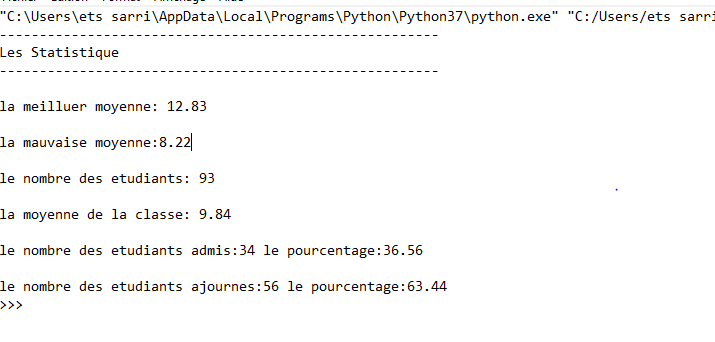 "C:\Users\ets sarri\AppData\Local\Programs\Python\Python37\python.exe" "C:/Users/ets sarri
-------------------------------------------------------
Les Statistique
-------------------------------------------------------
la meilluer moyenne: 12.83
la mauvaise moyenne:8.22
le nombre des etudiants: 93
la moyenne de la classe: 9.84
le nombre des etudiants admis:34 le pourcentage:36.56
le nombre des etudiants ajournes:56 le pourcentage:63.44
>>>